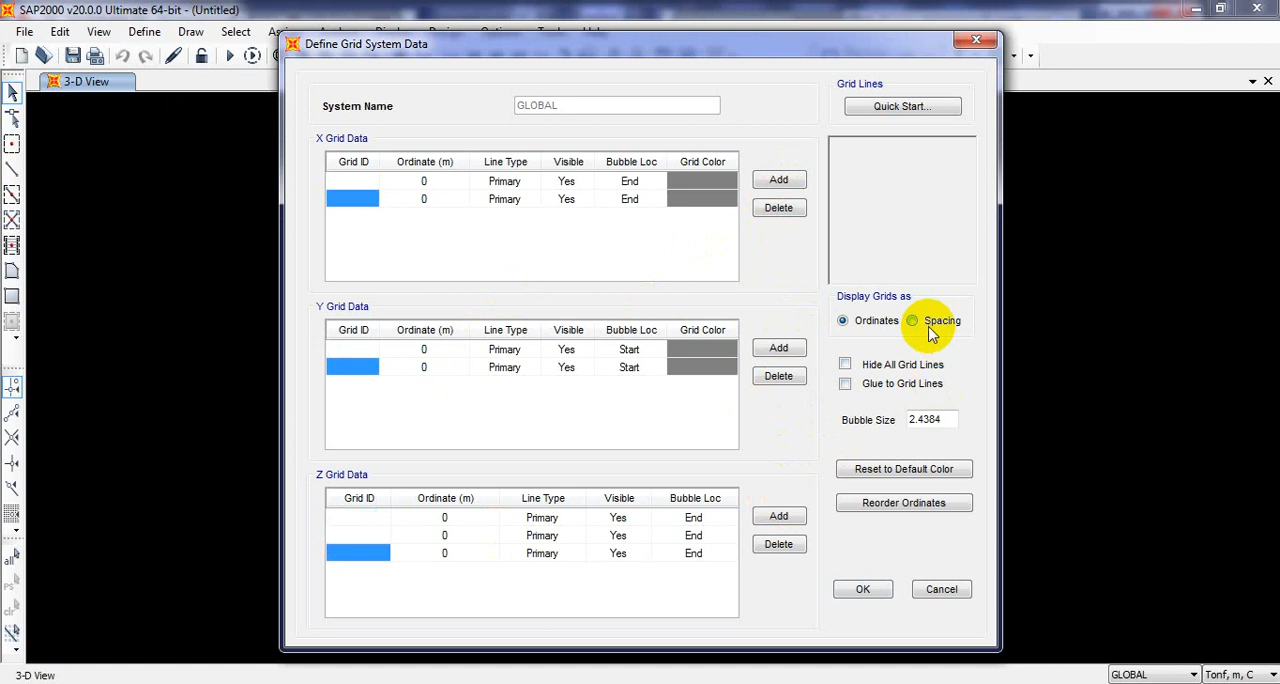 SAP2000 v20.0.0 Ultimate 64-bit - (Untitled)
File Edit View Define Draw Select
3-D View
Define Grid System Data
System Name GLOBAL
Grid Lines
Quick Start...
X Grid Data
Grid ID Ordinate (m) Line Type Visible Bubble Loc Grid Color
0 Primary Yes End
0 Primary Yes End
Add
Delete
Y Grid Data
Grid ID Ordinate (m) Line Type Visible Bubble Loc Grid Color
0 Primary Yes Start
0 Primary Yes Start
Add
Delete
Display Grids as
Ordinates Spacing
Hide All Grid Lines
Glue to Grid Lines
Bubble Size 2.4384
Reset to Default Color
Reorder Ordinates
Z Grid Data
Grid ID Ordinate (m) Line Type Visible Bubble Loc
0 Primary Yes End
0 Primary Yes End
0 Primary Yes End
Add
Delete
OK Cancel
all
PS
clr
3-D View GLOBAL Tonf, m, C